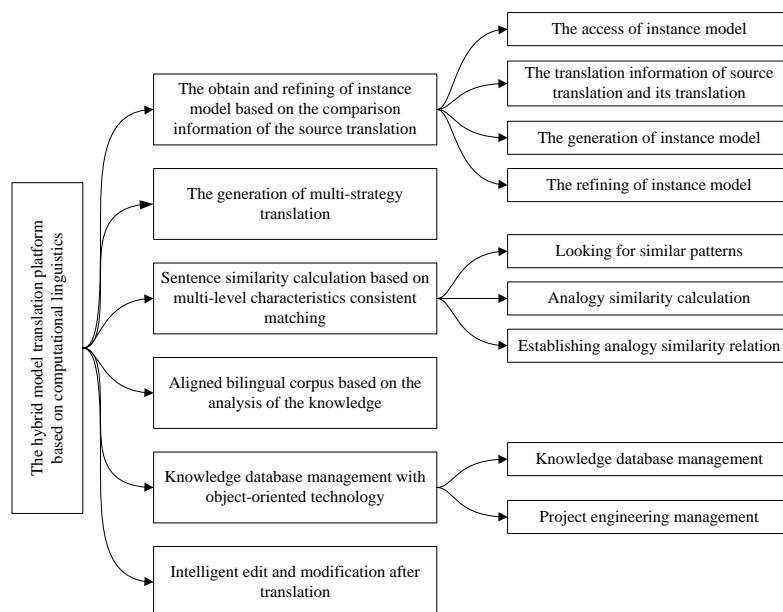 The hybrid model translation platform
based on computational linguistics
The obtain and refining of instance
model based on the comparison
information of the source translation
The generation of multi-strategy
translation
Sentence similarity calculation based on
multi-level characteristics consistent
matching
Aligned bilingual corpus based on the
analysis of the knowledge
Knowledge database management with
object-oriented technology
Intelligent edit and modification after
translation
The access of instance model
The translation information of source
translation and its translation
The generation of instance model
The refining of instance model
Looking for similar patterns
Analogy similarity calculation
Establishing analogy similarity relation
Knowledge database management
Project engineering management